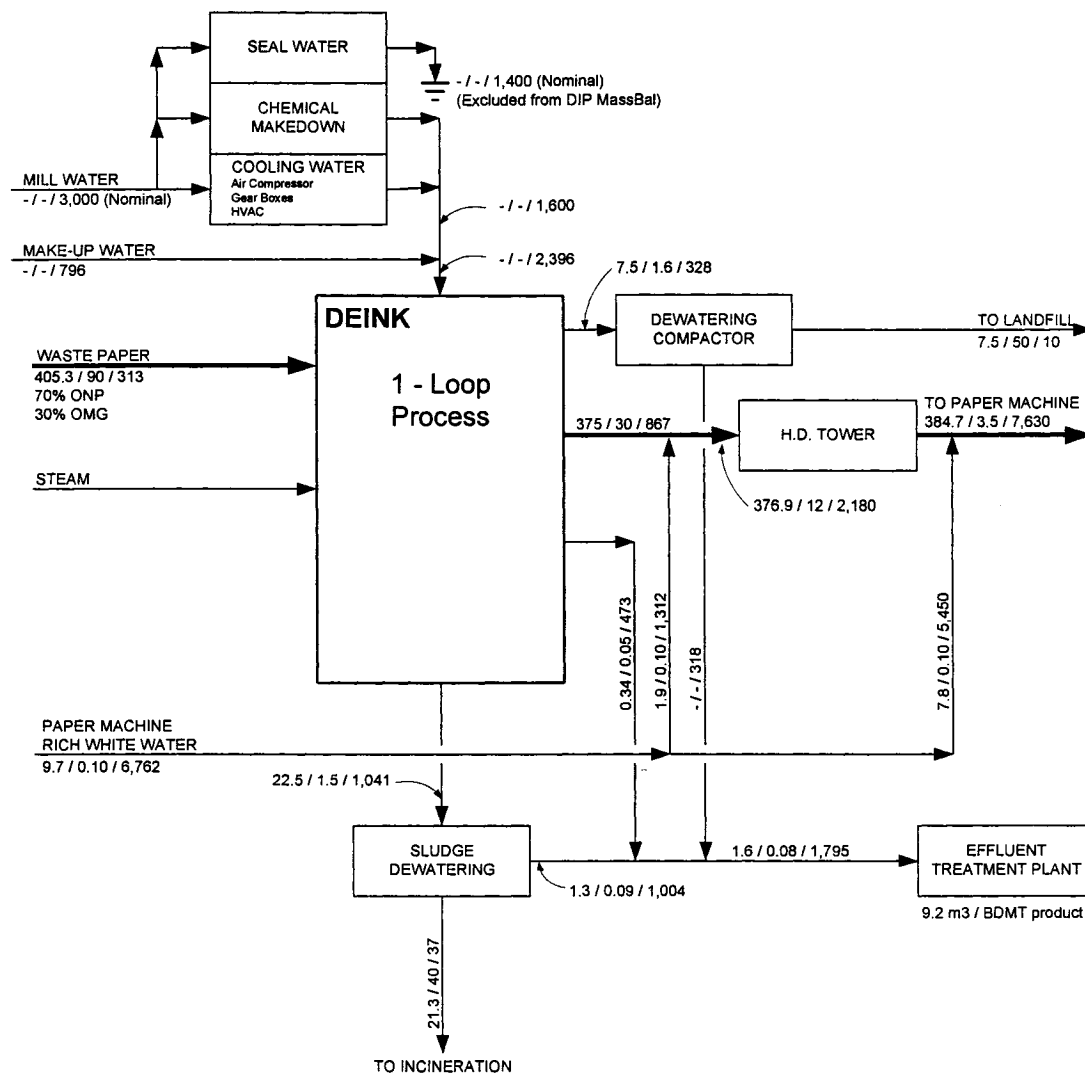 SEAL WATER
- / - / 1,400 (Nominal)
(Excluded from DIP MassBal)
CHEMICAL
MAKEDOWN
COOLING WATER
Air Compressor
Gear Boxes
HVAC
MILL WATER
- / - / 3,000 (Nominal)
- / - / 1,600
MAKE-UP WATER
- / - / 796
- / - / 2,396
7.5 / 1.6 / 328
DEINK
1 - Loop
Process
DEWATERING
COMPACTOR
TO LANDFILL
7.5 / 50 / 10
WASTE PAPER
405.3 / 90 / 313
70% ONP
30% OMG
375 / 30 / 867
H.D. TOWER
TO PAPER MACHINE
384.7 / 3.5 / 7,630
STEAM
376.9 / 12 / 2,180
0.34 / 0.05 / 473
1.9 / 0.10 / 1,312
- / - / 318
7.8 / 0.10 / 5,450
PAPER MACHINE
RICH WHITE WATER
9.7 / 0.10 / 6,762
22.5 / 1.5 / 1,041
SLUDGE
DEWATERING
1.6 / 0.08 / 1,795
EFFLUENT
TREATMENT PLANT
1.3 / 0.09 / 1,004
9.2 m3 / BDMT product
21.3 / 40 / 37
TO INCINERATION